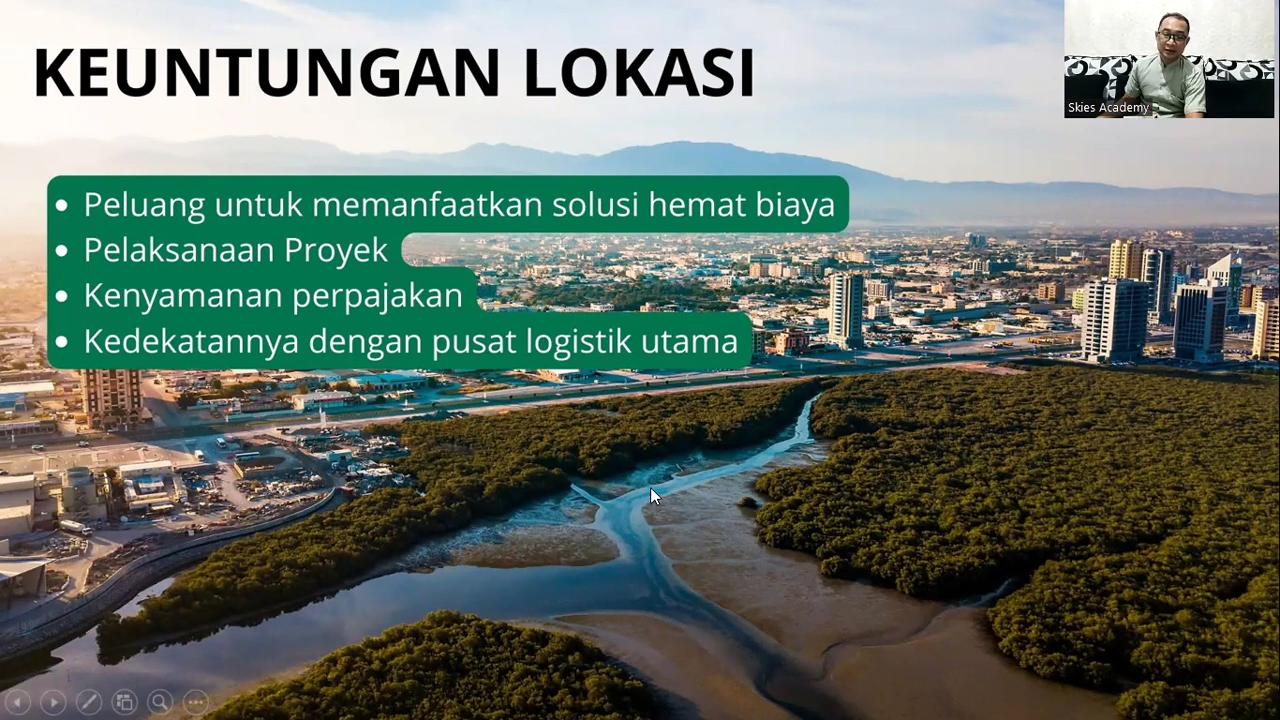 KEUNTUNGAN LOKASI
Skies Academy
• Peluang untuk memanfaatkan solusi hemat biaya
• Pelaksanaan Proyek
• Kenyamanan perpajakan
• Kedekatannya dengan pusat logistik utama